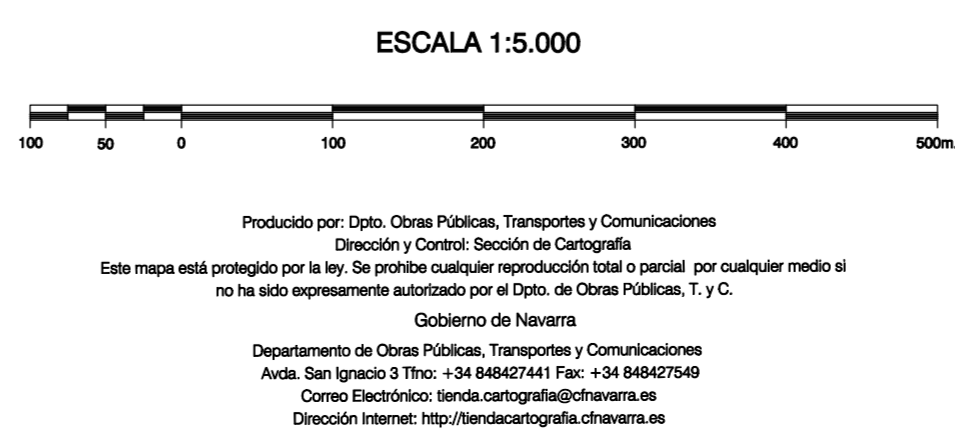 ESCALA 1:5.000
100 50 0 100 200 300 400 500m.
Producido por: Dpto. Obras Públicas, Transportes y Comunicaciones
Dirección y Control: Sección de Cartografía
Este mapa está protegido por la ley. Se prohibe cualquier reproducción total o parcial por cualquier medio si
no ha sido expresamente autorizado por el Dpto. de Obras Públicas, T. y C.
Gobierno de Navarra
Departamento de Obras Públicas, Transportes y Comunicaciones
Avda. San Ignacio 3 Tfno: +34 848427441 Fax: +34 848427549
Correo Electrónico: tienda.cartografia@cfnavarra.es
Dirección Internet: http://tiendacartografia.cfnavarra.es